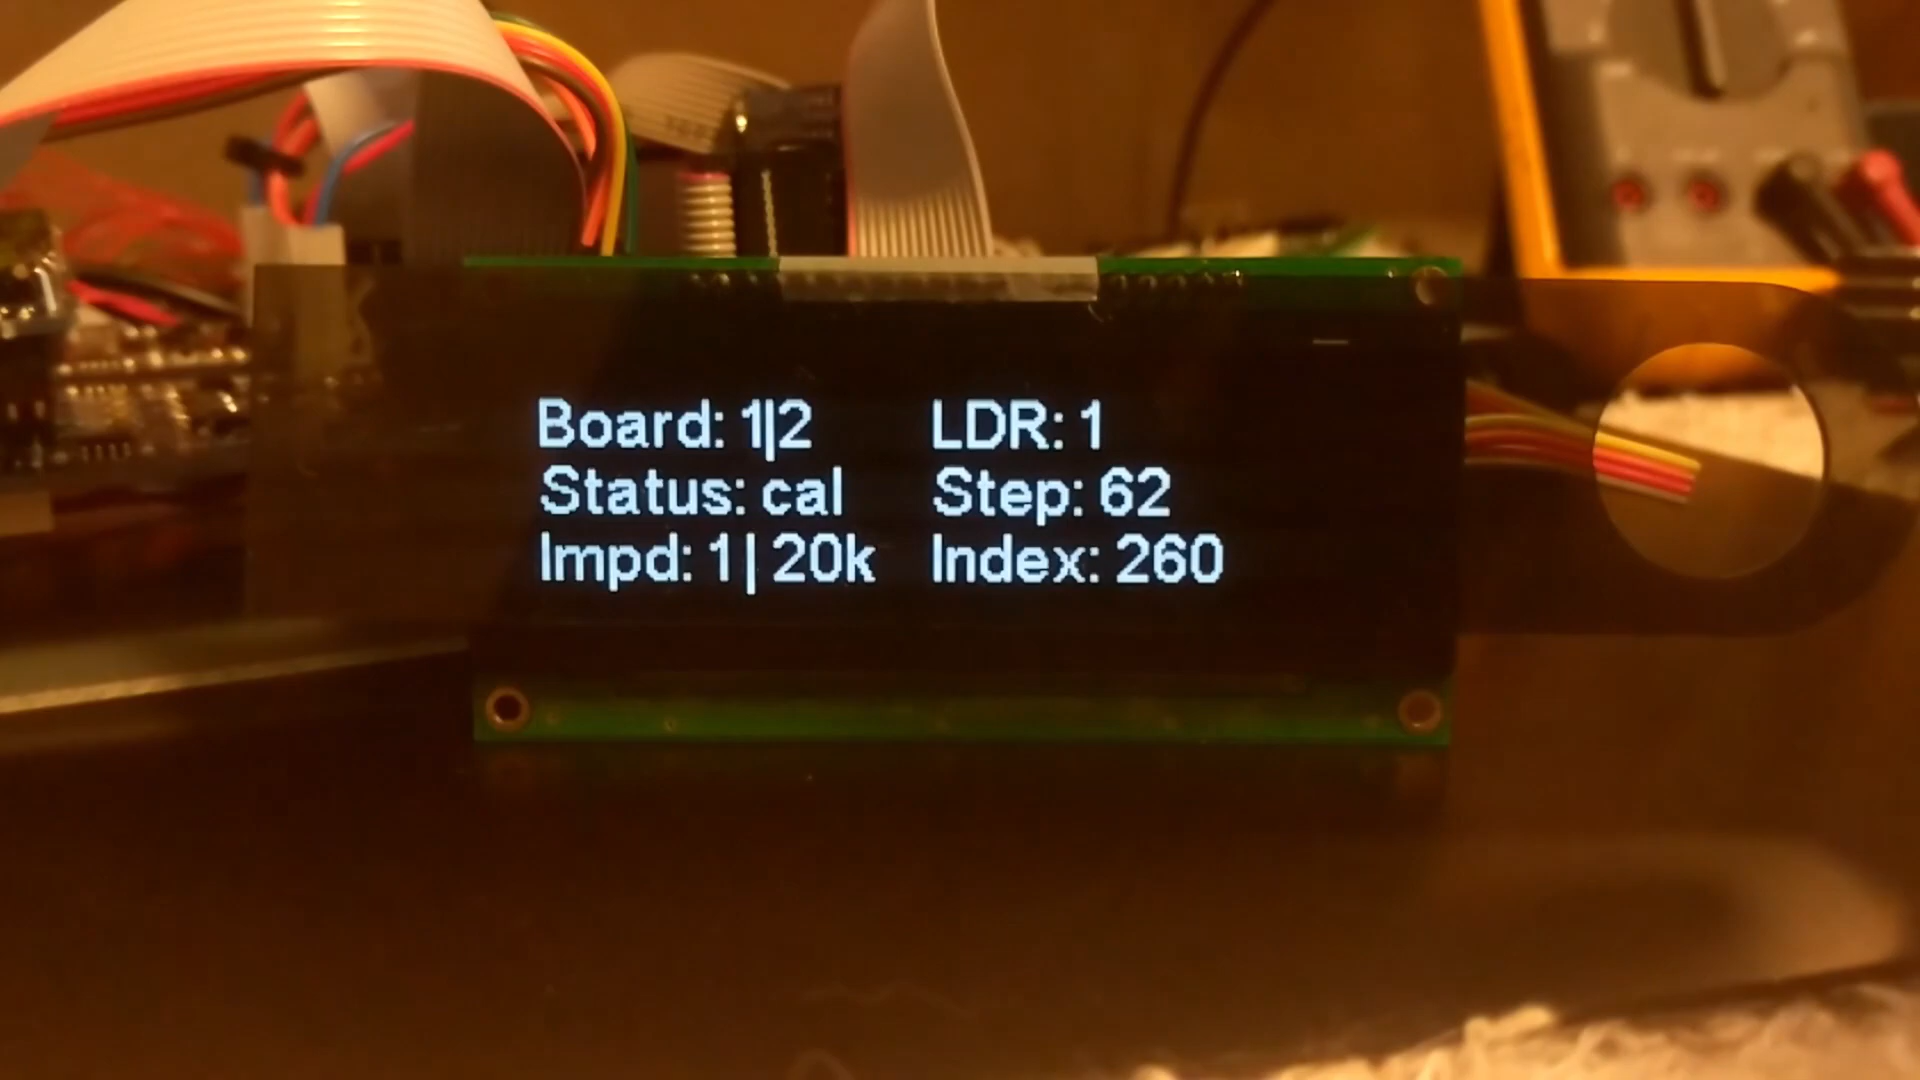 Board: 1|2 LDR: 1
Status: cal Step: 62
Impd: 1| 20k Index: 260